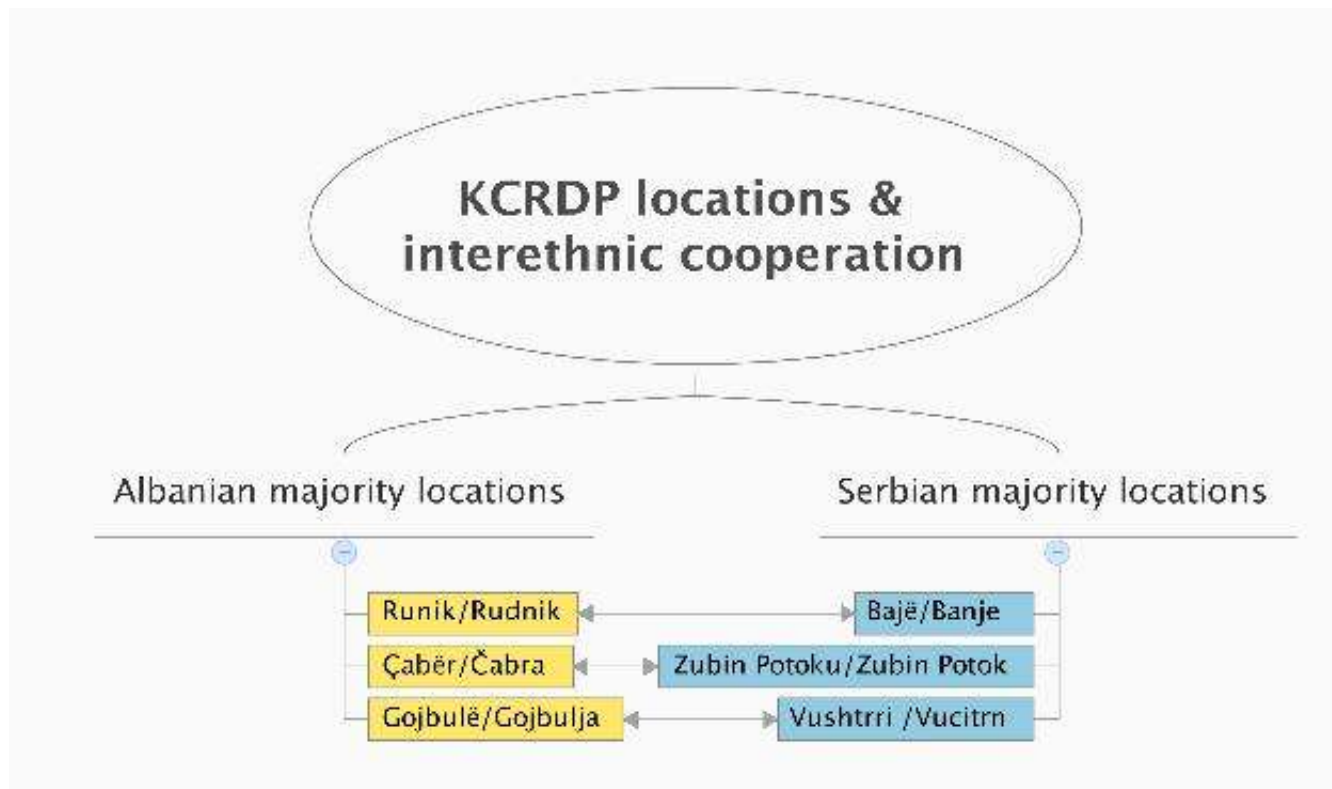 KCRDP locations &
interethnic cooperation
Albanian majority locations
Serbian majority locations
Runik/Rudnik
Bajë/Banje
Çabër/Čabra
Zubin Potoku/Zubin Potok
Gojbulë/Gojbulja
Vushtrri /Vucitrn